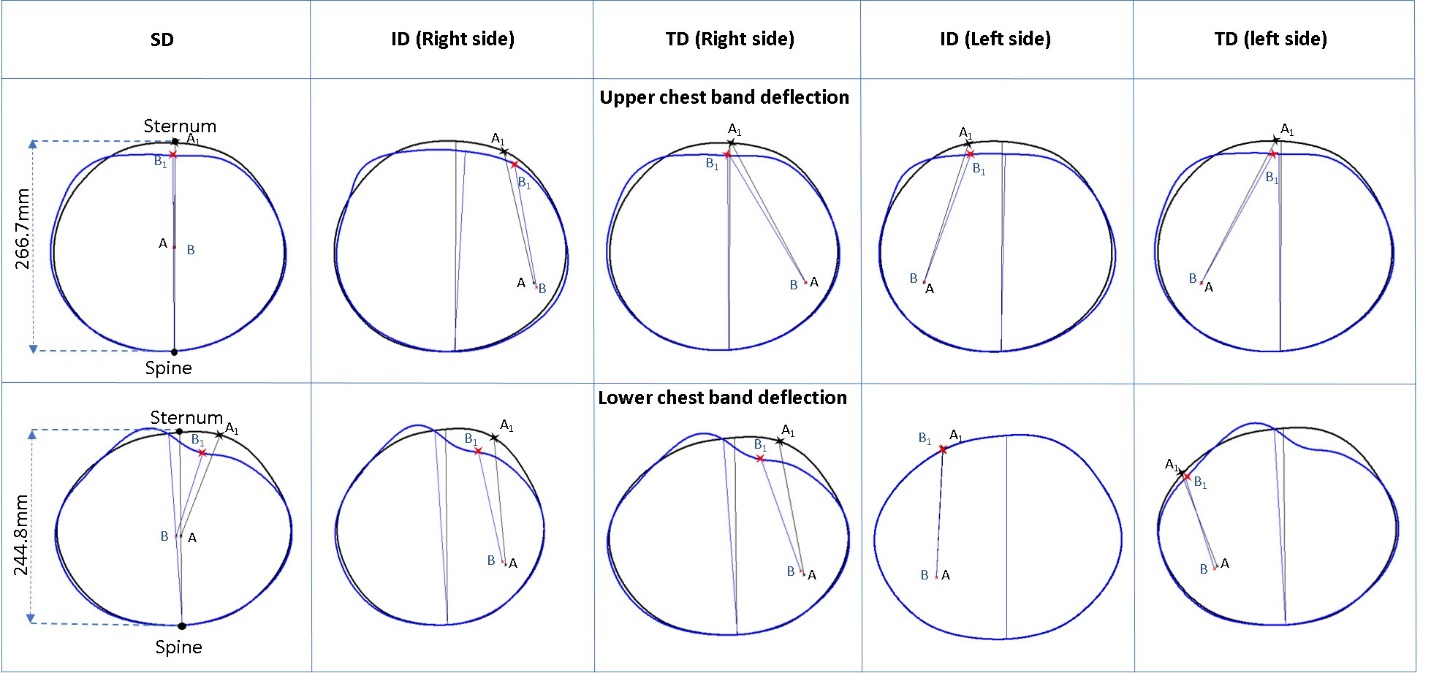 SD
ID (Right side)
TD (Right side)
ID (Left side)
TD (left side)
Upper chest band deflection
Sternum
A₁
B₁
266.7mm
A
B
Spine
A₁
B₁
A
B
A₁
B₁
B
A
A₁
B₁
B
A
A₁
B₁
B
A
Lower chest band deflection
Sternum
A₁
B₁
244.8mm
B
A
Spine
A₁
B₁
B
A
A₁
B₁
B
A
B₁
A₁
B
A
A₁
B₁
B
A